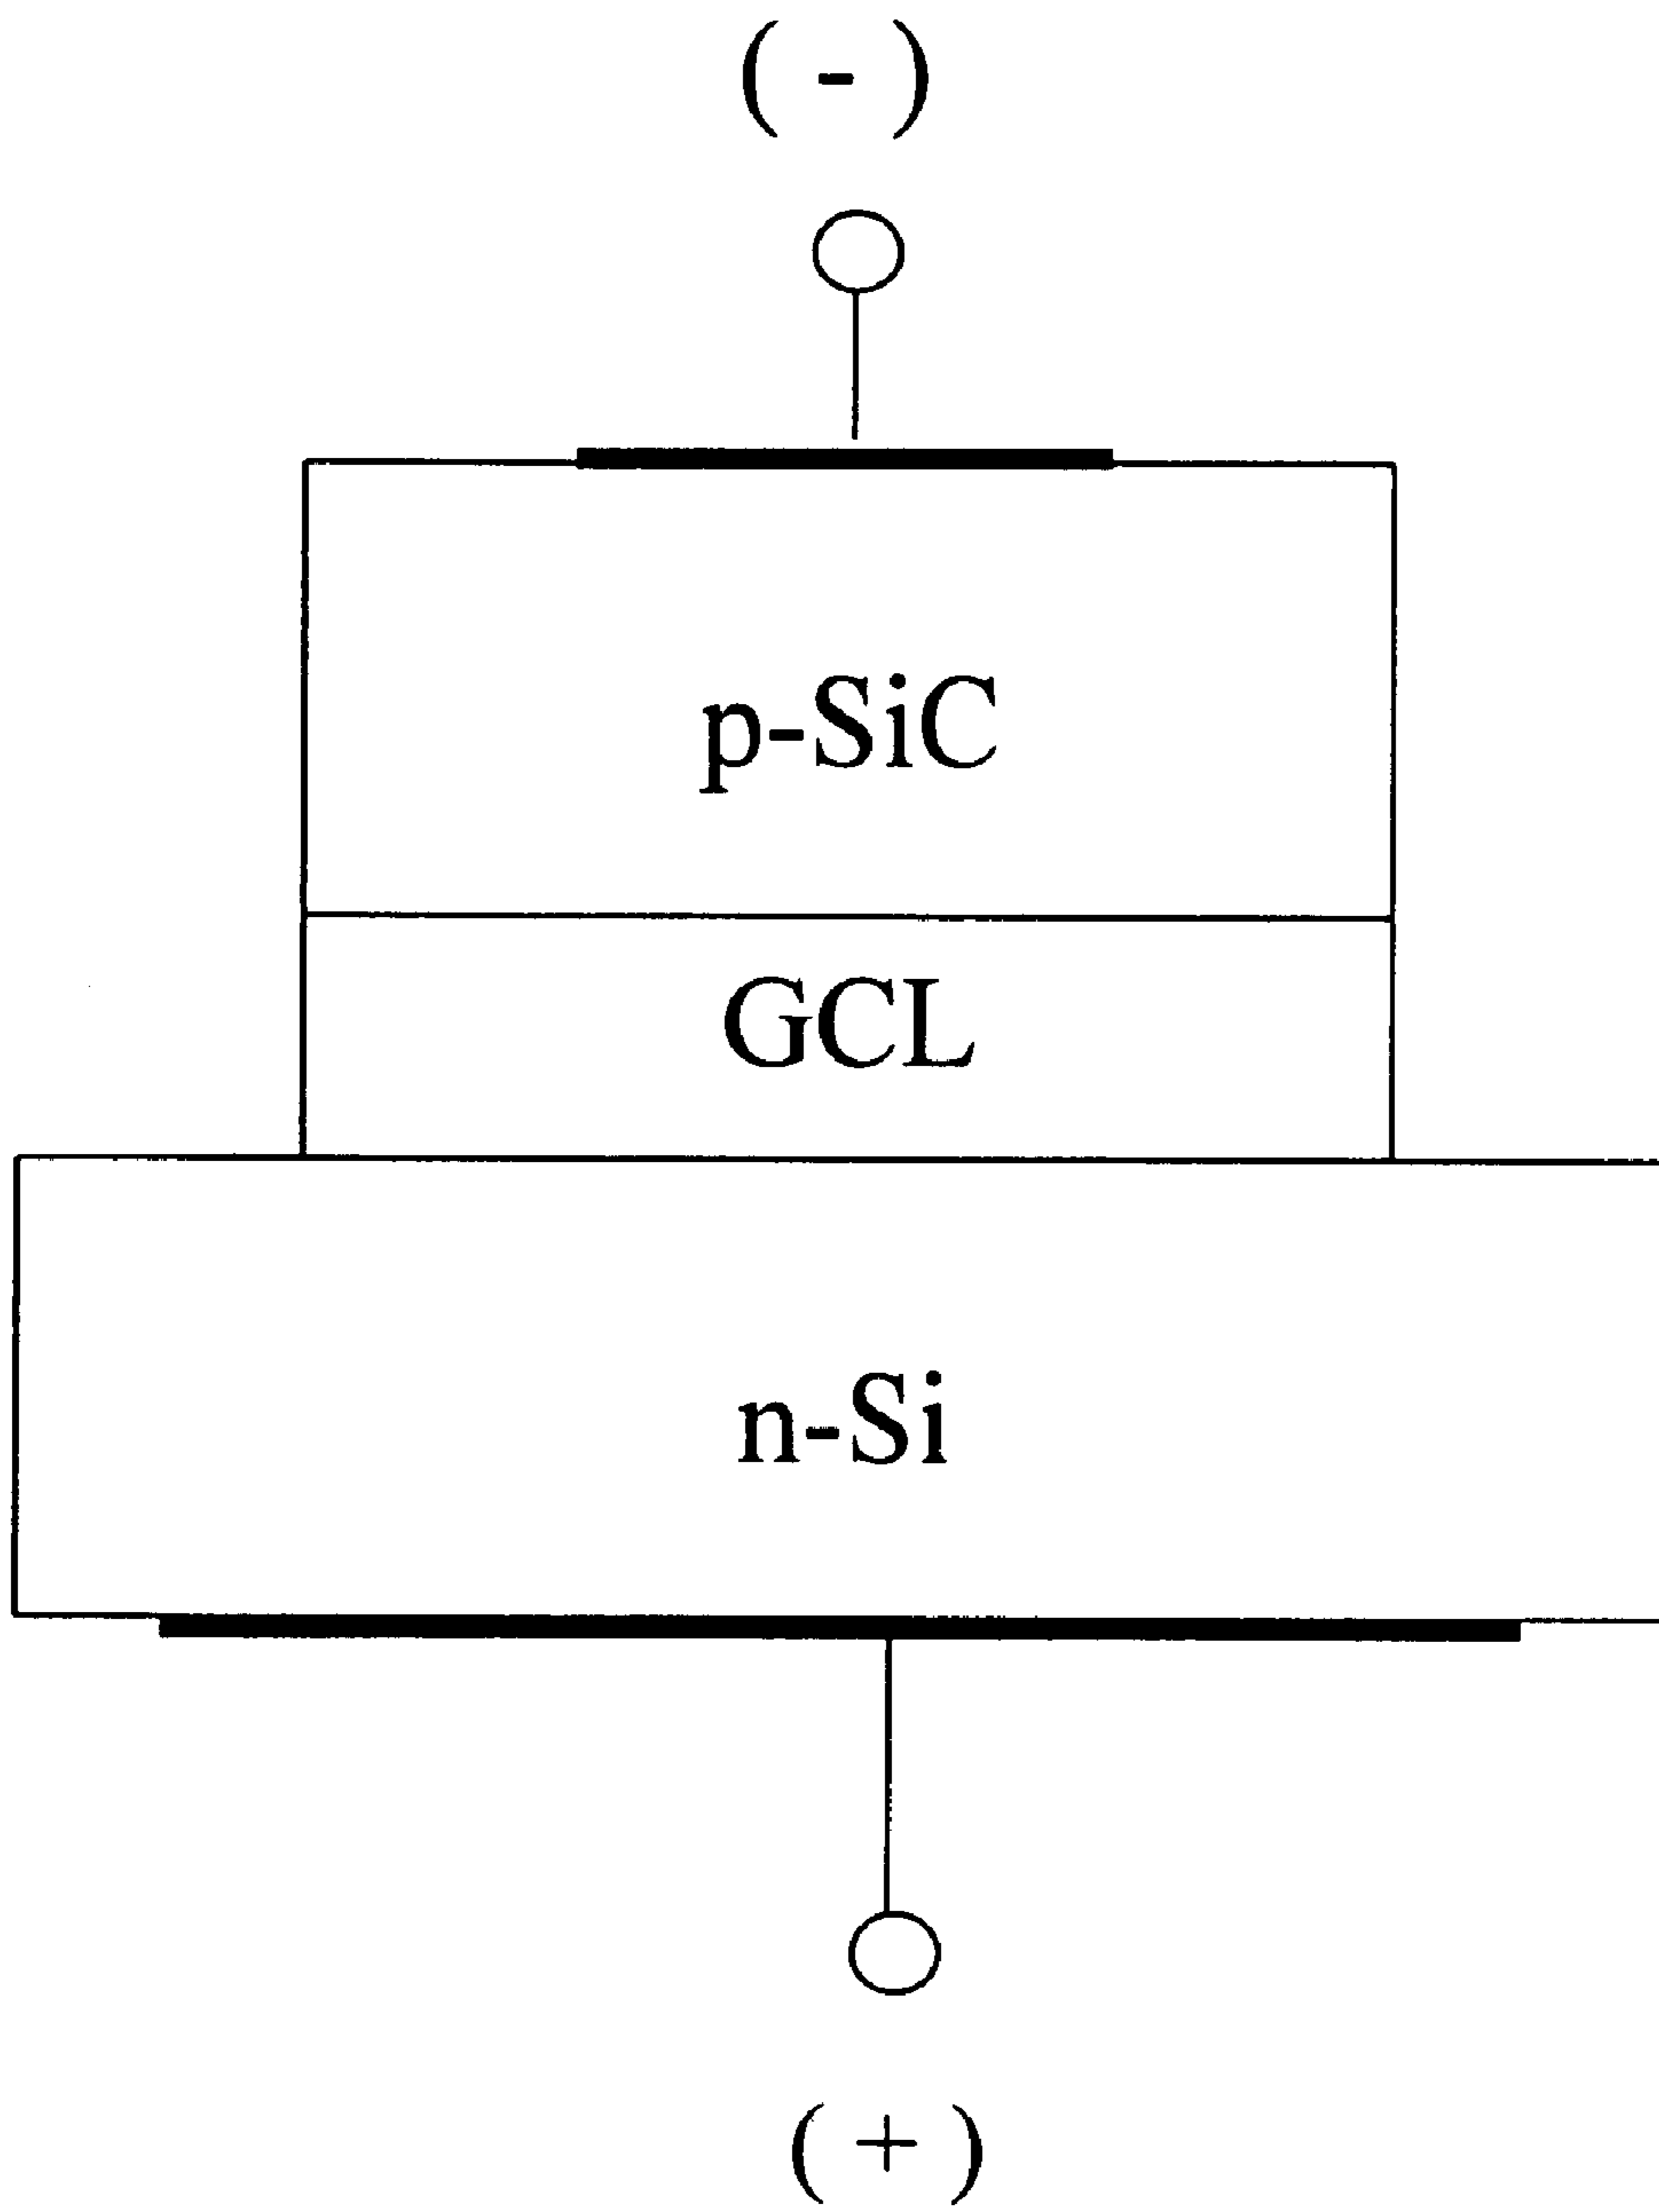 ( - )
p-SiC
GCL
n-Si
( + )